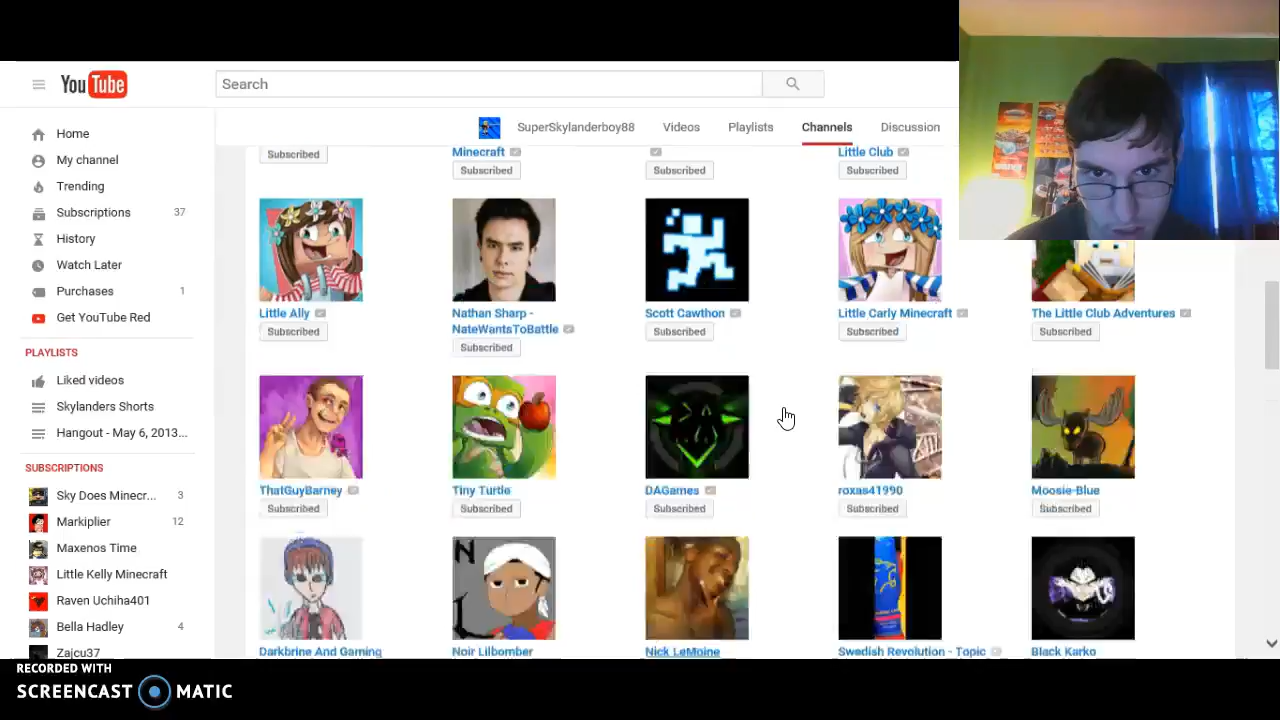 YouTube
Search
Home
My channel
Trending
Subscriptions 37
History
Watch Later
Purchases 1
Get YouTube Red
PLAYLISTS
Liked videos
Skylanders Shorts
Hangout - May 6, 2013...
SUBSCRIPTIONS
Sky Does Minecr... 3
Markiplier 12
Maxenos Time
Little Kelly Minecraft
Raven Uchiha401
Bella Hadley 4
Zajcu37
SuperSkylanderboy88 Videos Playlists Channels Discussion
Minecraft Little Club
Subscribed Subscribed Subscribed Subscribed
Little Ally
Subscribed
Nathan Sharp -
NateWantsToBattle
Subscribed
Scott Cawthon
Subscribed
Little Carly Minecraft
Subscribed
The Little Club Adventures
Subscribed
ThatGuyBarney
Subscribed
Tiny Turtle
Subscribed
DAGames
Subscribed
roxas41990
Subscribed
Moosie Blue
Subscribed
N
L
Darkbrine And Gaming
Noir Lilbomber
Nick LeMoine
Swedish Revolution - Topic
Black Karko
RECORDED WITH
SCREENCAST MATIC